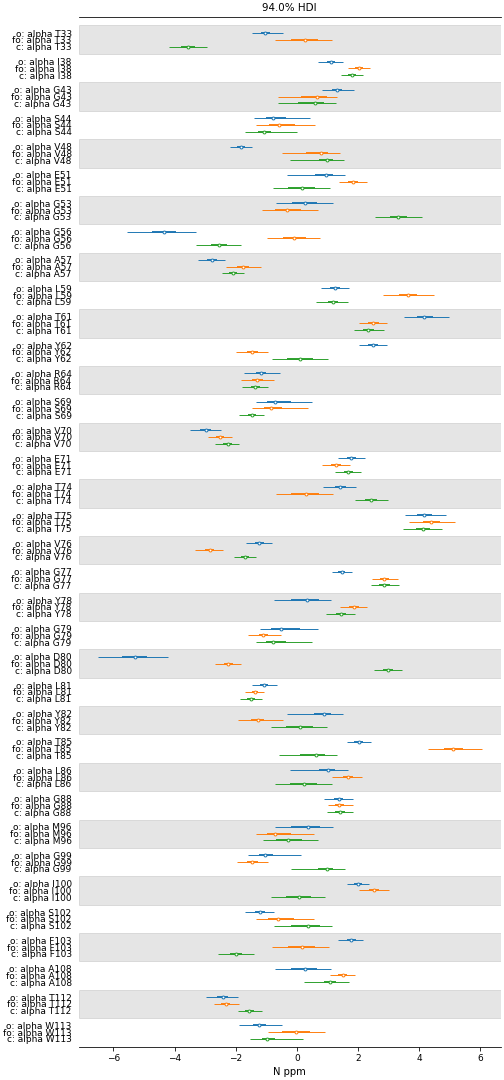 94.0% HDI
o: alpha T33
fo: alpha T33
c: alpha T33
o: alpha I38
fo: alpha I38
c: alpha I38
o: alpha G43
fo: alpha G43
c: alpha G43
o: alpha S44
fo: alpha S44
c: alpha S44
o: alpha V48
fo: alpha V48
c: alpha V48
o: alpha E51
fo: alpha E51
c: alpha E51
o: alpha G53
fo: alpha G53
c: alpha G53
o: alpha G56
fo: alpha G56
c: alpha G56
o: alpha A57
fo: alpha A57
c: alpha A57
o: alpha L59
fo: alpha L59
c: alpha L59
o: alpha T61
fo: alpha T61
c: alpha T61
o: alpha Y62
fo: alpha Y62
c: alpha Y62
o: alpha R64
fo: alpha R64
c: alpha R64
o: alpha S69
fo: alpha S69
c: alpha S69
o: alpha V70
fo: alpha V70
c: alpha V70
o: alpha E71
fo: alpha E71
c: alpha E71
o: alpha T74
fo: alpha T74
c: alpha T74
o: alpha T75
fo: alpha T75
c: alpha T75
o: alpha V76
fo: alpha V76
c: alpha V76
o: alpha G77
fo: alpha G77
c: alpha G77
o: alpha Y78
fo: alpha Y78
c: alpha Y78
o: alpha G79
fo: alpha G79
c: alpha G79
o: alpha D80
fo: alpha D80
c: alpha D80
o: alpha L81
fo: alpha L81
c: alpha L81
o: alpha Y82
fo: alpha Y82
c: alpha Y82
o: alpha T85
fo: alpha T85
c: alpha T85
o: alpha L86
fo: alpha L86
c: alpha L86
o: alpha G88
fo: alpha G88
c: alpha G88
o: alpha M96
fo: alpha M96
c: alpha M96
o: alpha G99
fo: alpha G99
c: alpha G99
o: alpha I100
fo: alpha I100
c: alpha I100
o: alpha S102
fo: alpha S102
c: alpha S102
o: alpha F103
fo: alpha F103
c: alpha F103
o: alpha A108
fo: alpha A108
c: alpha A108
o: alpha T112
fo: alpha T112
c: alpha T112
o: alpha W113
fo: alpha W113
c: alpha W113
−6 −4 −2 0 2 4 6
N ppm